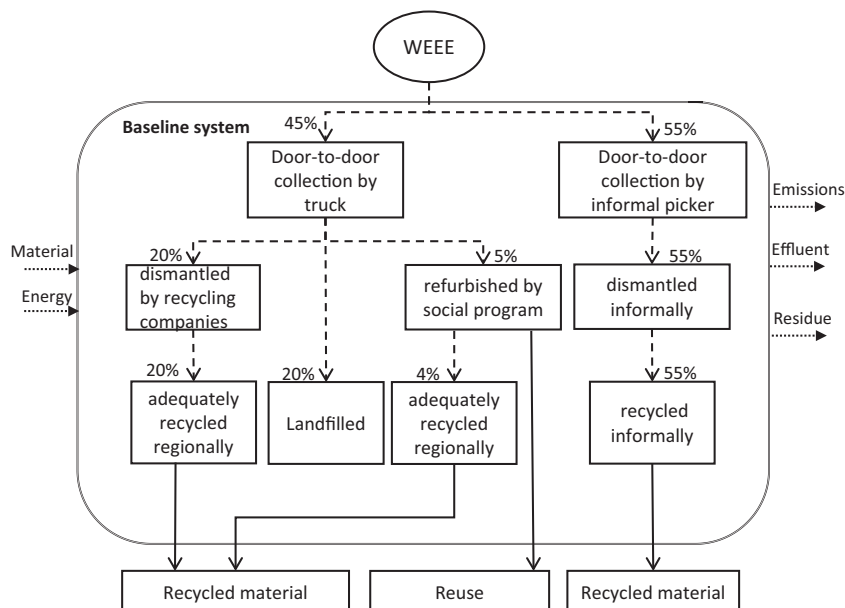 WEEE
Baseline system
45%
55%
Door-to-door
collection by
truck
Door-to-door
collection by
informal picker
Emissions
Effluent
Residue
Material
Energy
20%
dismantled
by recycling
companies
5%
refurbished by
social program
55%
dismantled
informally
20%
adequately
recycled
regionally
20%
Landfilled
4%
adequately
recycled
regionally
55%
recycled
informally
Recycled material
Reuse
Recycled material